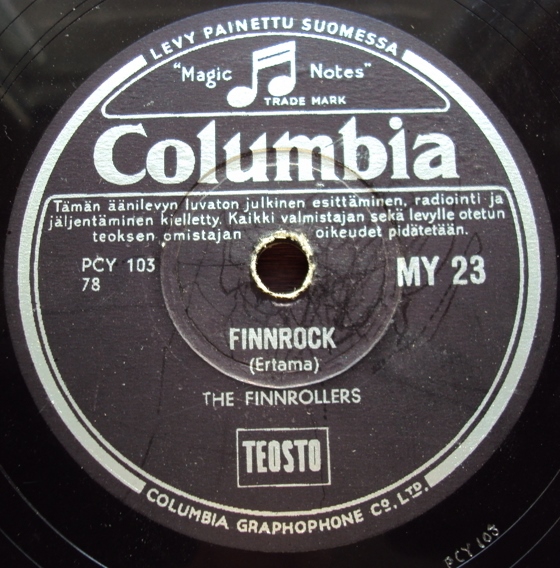 LEVY PAINETTU SUOMESSA
"Magic Notes"
TRADE MARK
Columbia
Tämän äänilevyn luvaton julkinen esittäminen, radiointi ja
jäljentäminen kielletty. Kaikki valmistajan sekä levylle otetun
teoksen omistajan oikeudet pidätetään.
PCY 103
78
MY 23
FINNROCK
(Ertama)
THE FINNROLLERS
TEOSTO
COLUMBIA GRAPHOPHONE Cº. LTD.
PCY 103